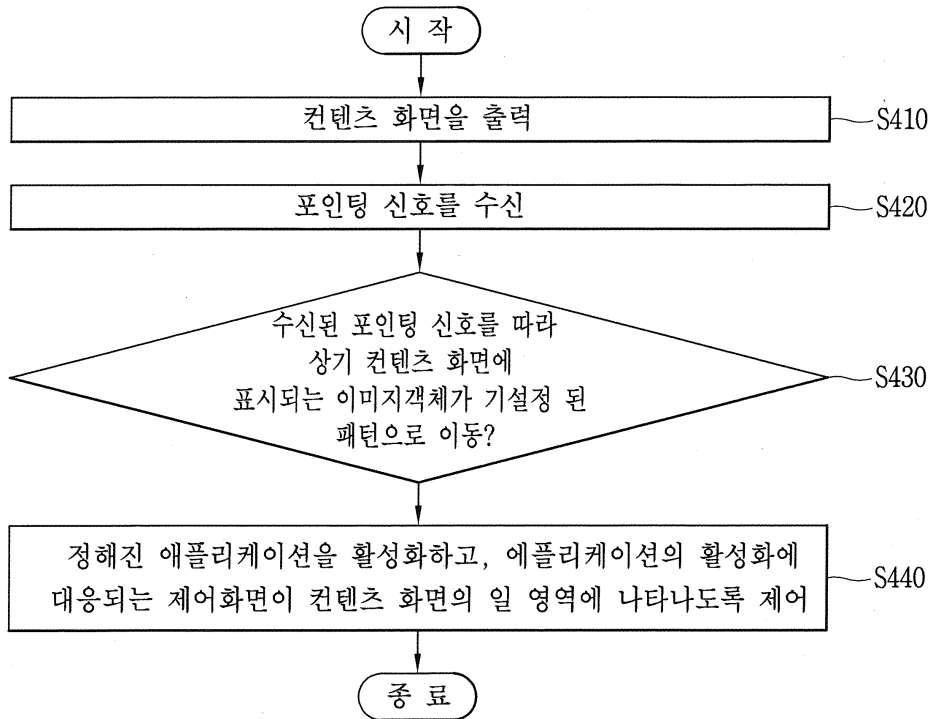 시 작
컨텐츠 화면을 출력
S410
포인팅 신호를 수신
S420
수신된 포인팅 신호를 따라
상기 컨텐츠 화면에
표시되는 이미지객체가 기설정 된
패턴으로 이동?
S430
정해진 애플리케이션을 활성화하고, 에플리케이션의 활성화에
대응되는 제어화면이 컨텐츠 화면의 일 영역에 나타나도록 제어
S440
종 료